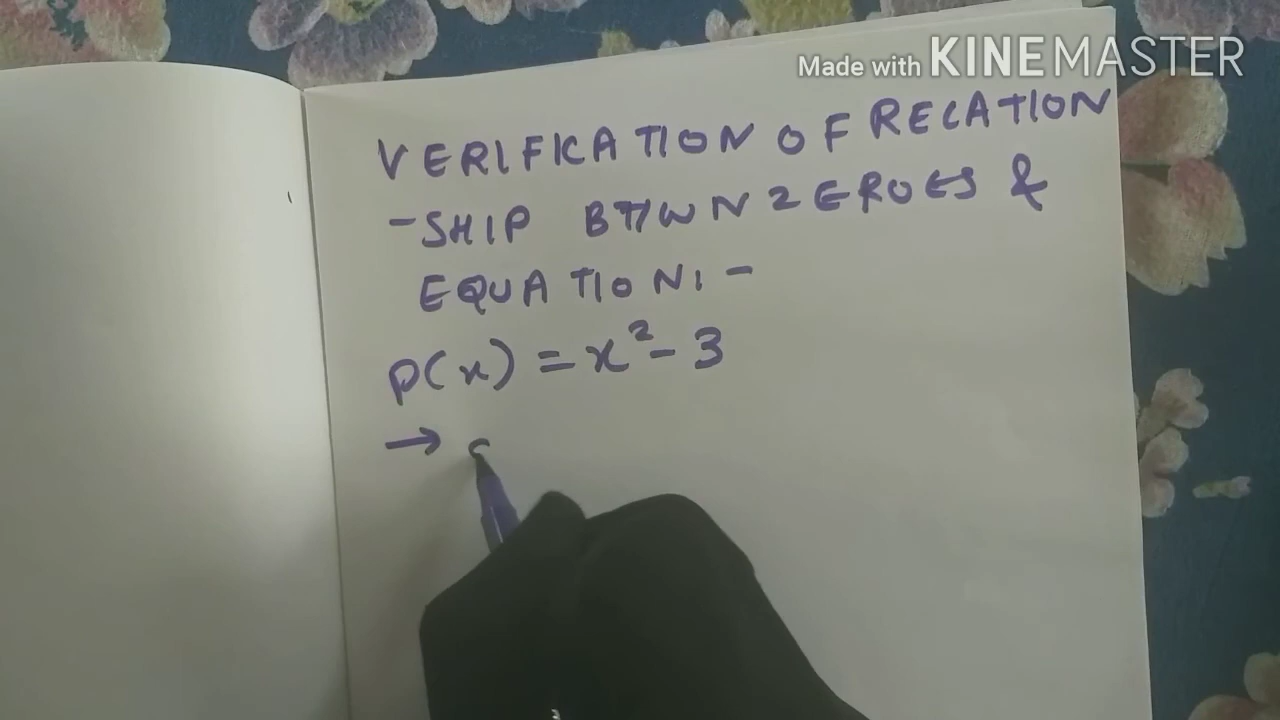 Made with KINEMASTER
VERIFICATION OF RELATION
-SHIP BTWN ZEROES &
EQUATION: -
P(x) = x² - 3
→